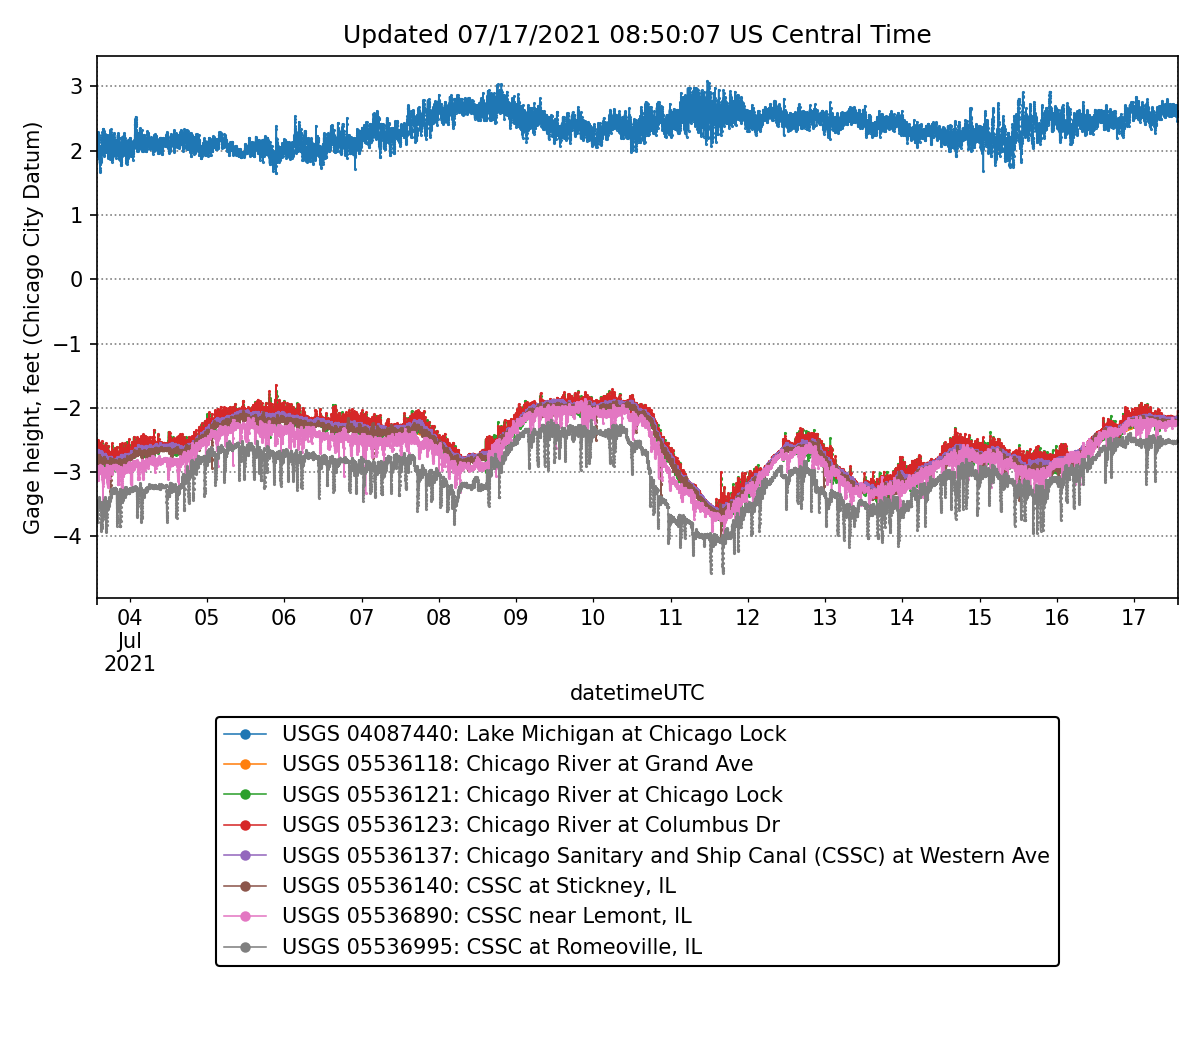 Updated 07/17/2021 08:50:07 US Central Time
Gage height, feet (Chicago City Datum)
3
2
1
0
−1
−2
−3
−4
04 05 06 07 08 09 10 11 12 13 14 15 16 17
Jul
2021
datetimeUTC
USGS 04087440: Lake Michigan at Chicago Lock
USGS 05536118: Chicago River at Grand Ave
USGS 05536121: Chicago River at Chicago Lock
USGS 05536123: Chicago River at Columbus Dr
USGS 05536137: Chicago Sanitary and Ship Canal (CSSC) at Western Ave
USGS 05536140: CSSC at Stickney, IL
USGS 05536890: CSSC near Lemont, IL
USGS 05536995: CSSC at Romeoville, IL